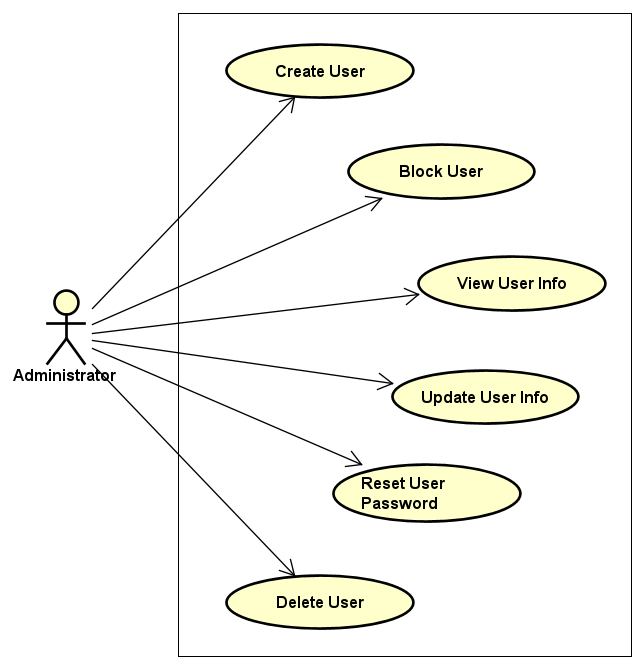 Create User
Block User
View User Info
Administrator
Update User Info
Reset User
Password
Delete User